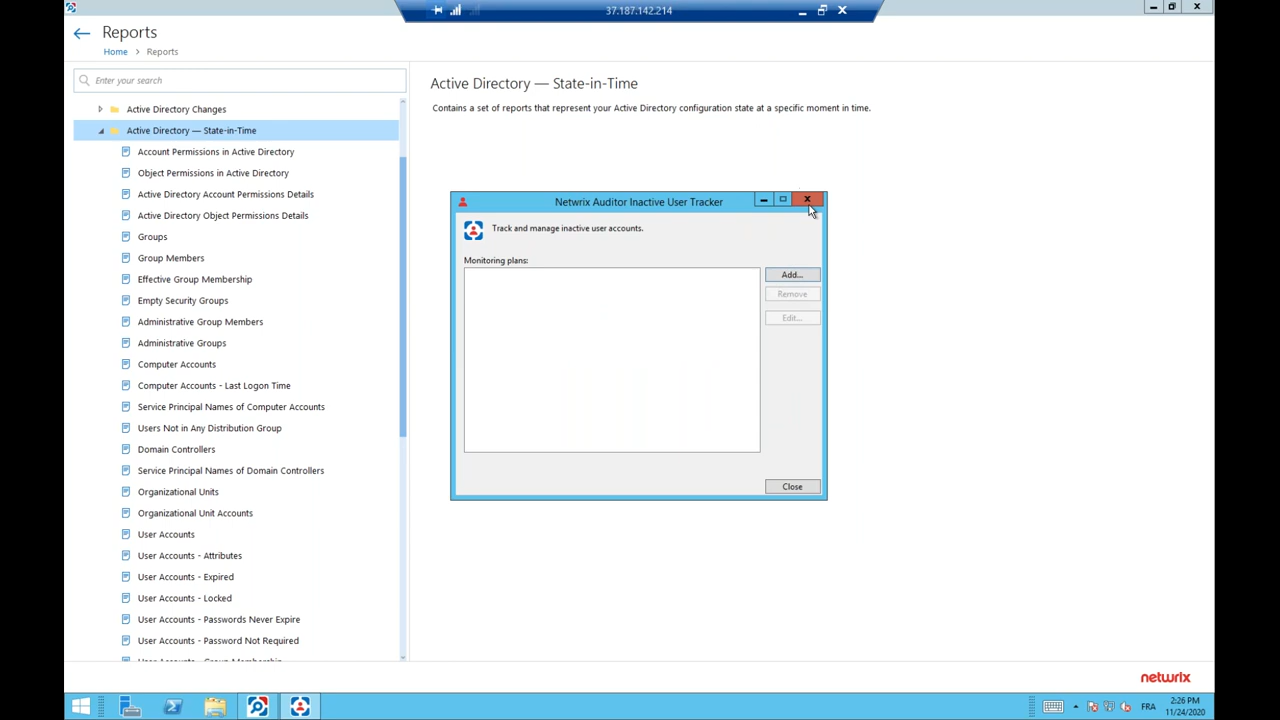 37.187.142.214
Reports
Home > Reports
Enter your search
Active Directory Changes
Active Directory — State-in-Time
Account Permissions in Active Directory
Object Permissions in Active Directory
Active Directory Account Permissions Details
Active Directory Object Permissions Details
Groups
Group Members
Effective Group Membership
Empty Security Groups
Administrative Group Members
Administrative Groups
Computer Accounts
Computer Accounts - Last Logon Time
Service Principal Names of Computer Accounts
Users Not in Any Distribution Group
Domain Controllers
Service Principal Names of Domain Controllers
Organizational Units
Organizational Unit Accounts
User Accounts
User Accounts - Attributes
User Accounts - Expired
User Accounts - Locked
User Accounts - Passwords Never Expire
User Accounts - Password Not Required
User Accounts - Group Membership
Active Directory — State-in-Time
Contains a set of reports that represent your Active Directory configuration state at a specific moment in time.
Netwrix Auditor Inactive User Tracker
Track and manage inactive user accounts.
Monitoring plans:
Add...
Remove
Edit...
Close
netwrix
FRA
2:26 PM
11/24/2020